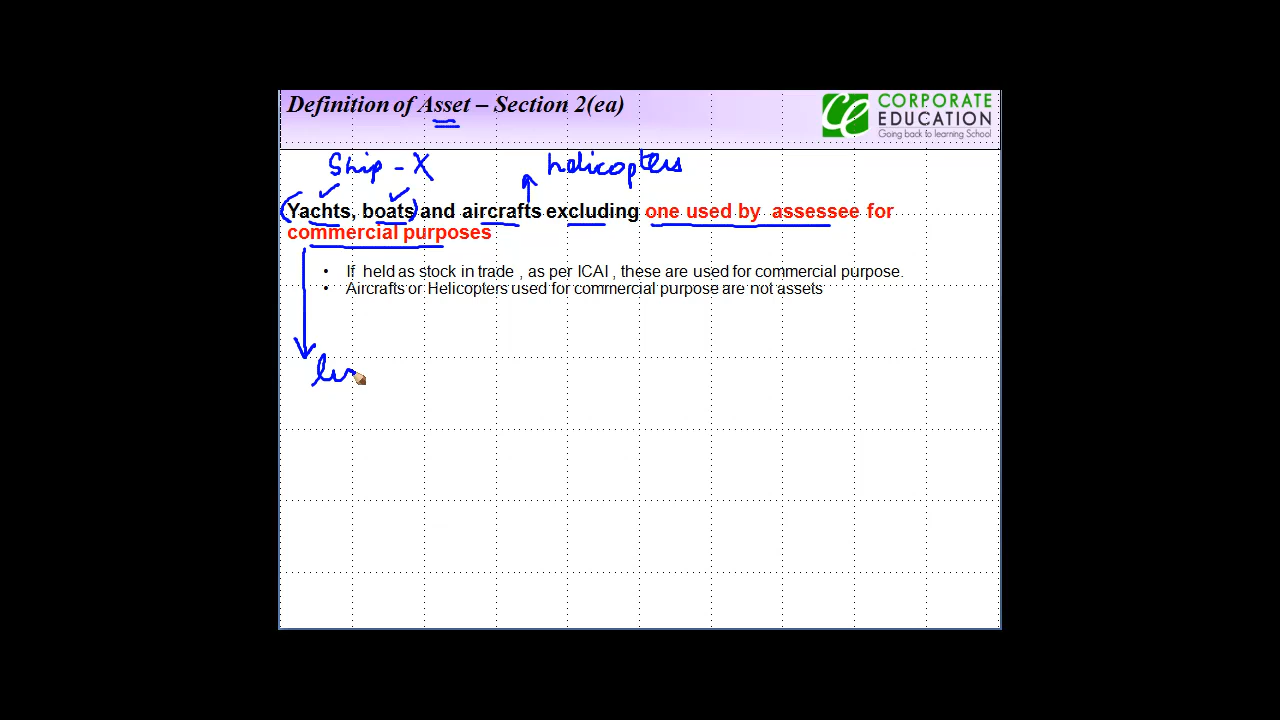 Definition of Asset – Section 2(ea)
CORPORATE
EDUCATION
Going back to learning School
Ship - X
helicopters
(Yachts, boats) and aircrafts excluding one used by assessee for
commercial purposes
• If held as stock in trade , as per ICAI , these are used for commercial purpose.
• Aircrafts or Helicopters used for commercial purpose are not assets